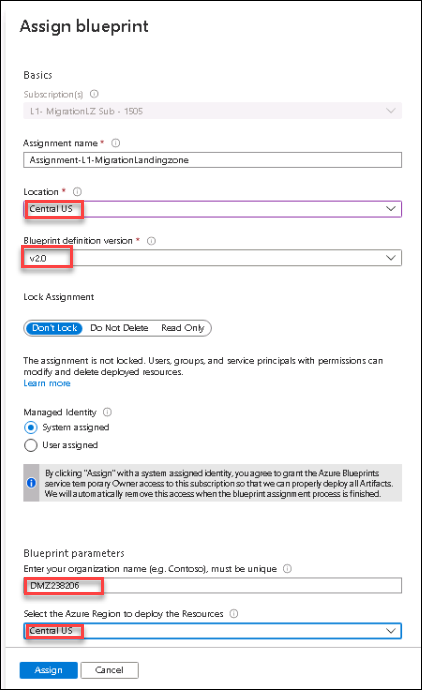 Assign blueprint
Basics
Subscription(s)
L1- MigrationLZ Sub - 1505
Assignment name *
Assignment-L1-MigrationLandingzone
Location *
Central US
Blueprint definition version *
v2.0
Lock Assignment
Don't Lock Do Not Delete Read Only
The assignment is not locked. Users, groups, and service principals with permissions can
modify and delete deployed resources.
Learn more
Managed Identity
System assigned
User assigned
By clicking "Assign" with a system assigned identity, you agree to grant the Azure Blueprints
service temporary Owner access to this subscription so that we can properly deploy all Artifacts.
We will automatically remove this access when the blueprint assignment process is finished.
Blueprint parameters
Enter your organization name (e.g. Contoso), must be unique
DMZ238206
Select the Azure Region to deploy the Resources
Central US
Assign Cancel